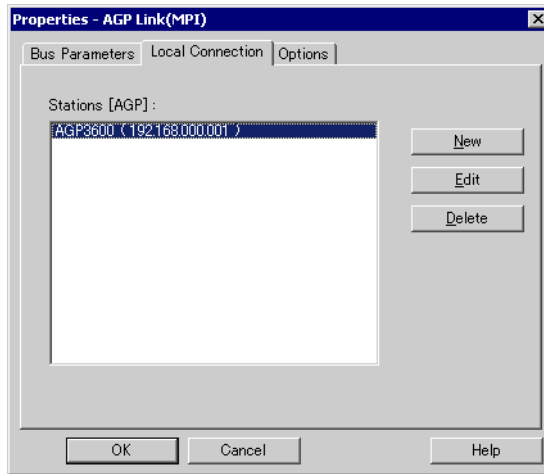 Properties - AGP Link(MPI)
Bus Parameters Local Connection Options
Stations [AGP] :
AGP3600 ( 192.168.000.001 )
New
Edit
Delete
OK Cancel Help